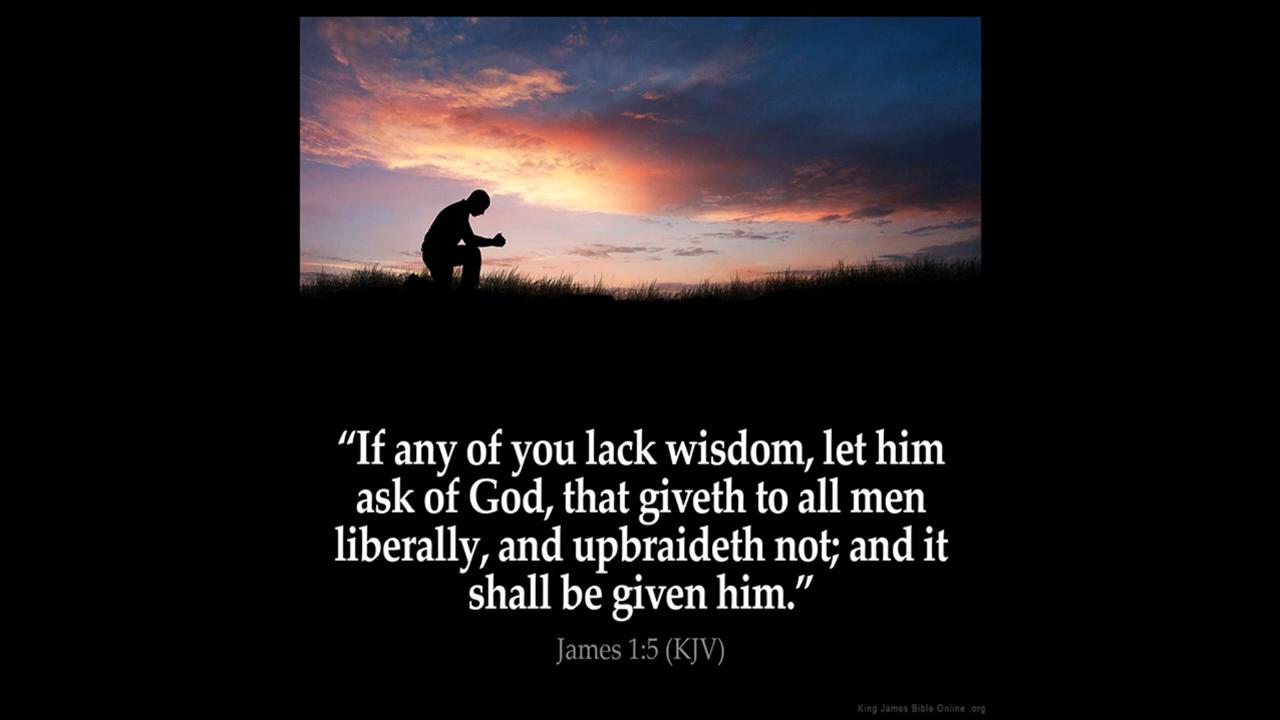 “If any of you lack wisdom, let him
ask of God, that giveth to all men
liberally, and upbraideth not; and it
shall be given him.”
James 1:5 (KJV)
King James Bible Online .org